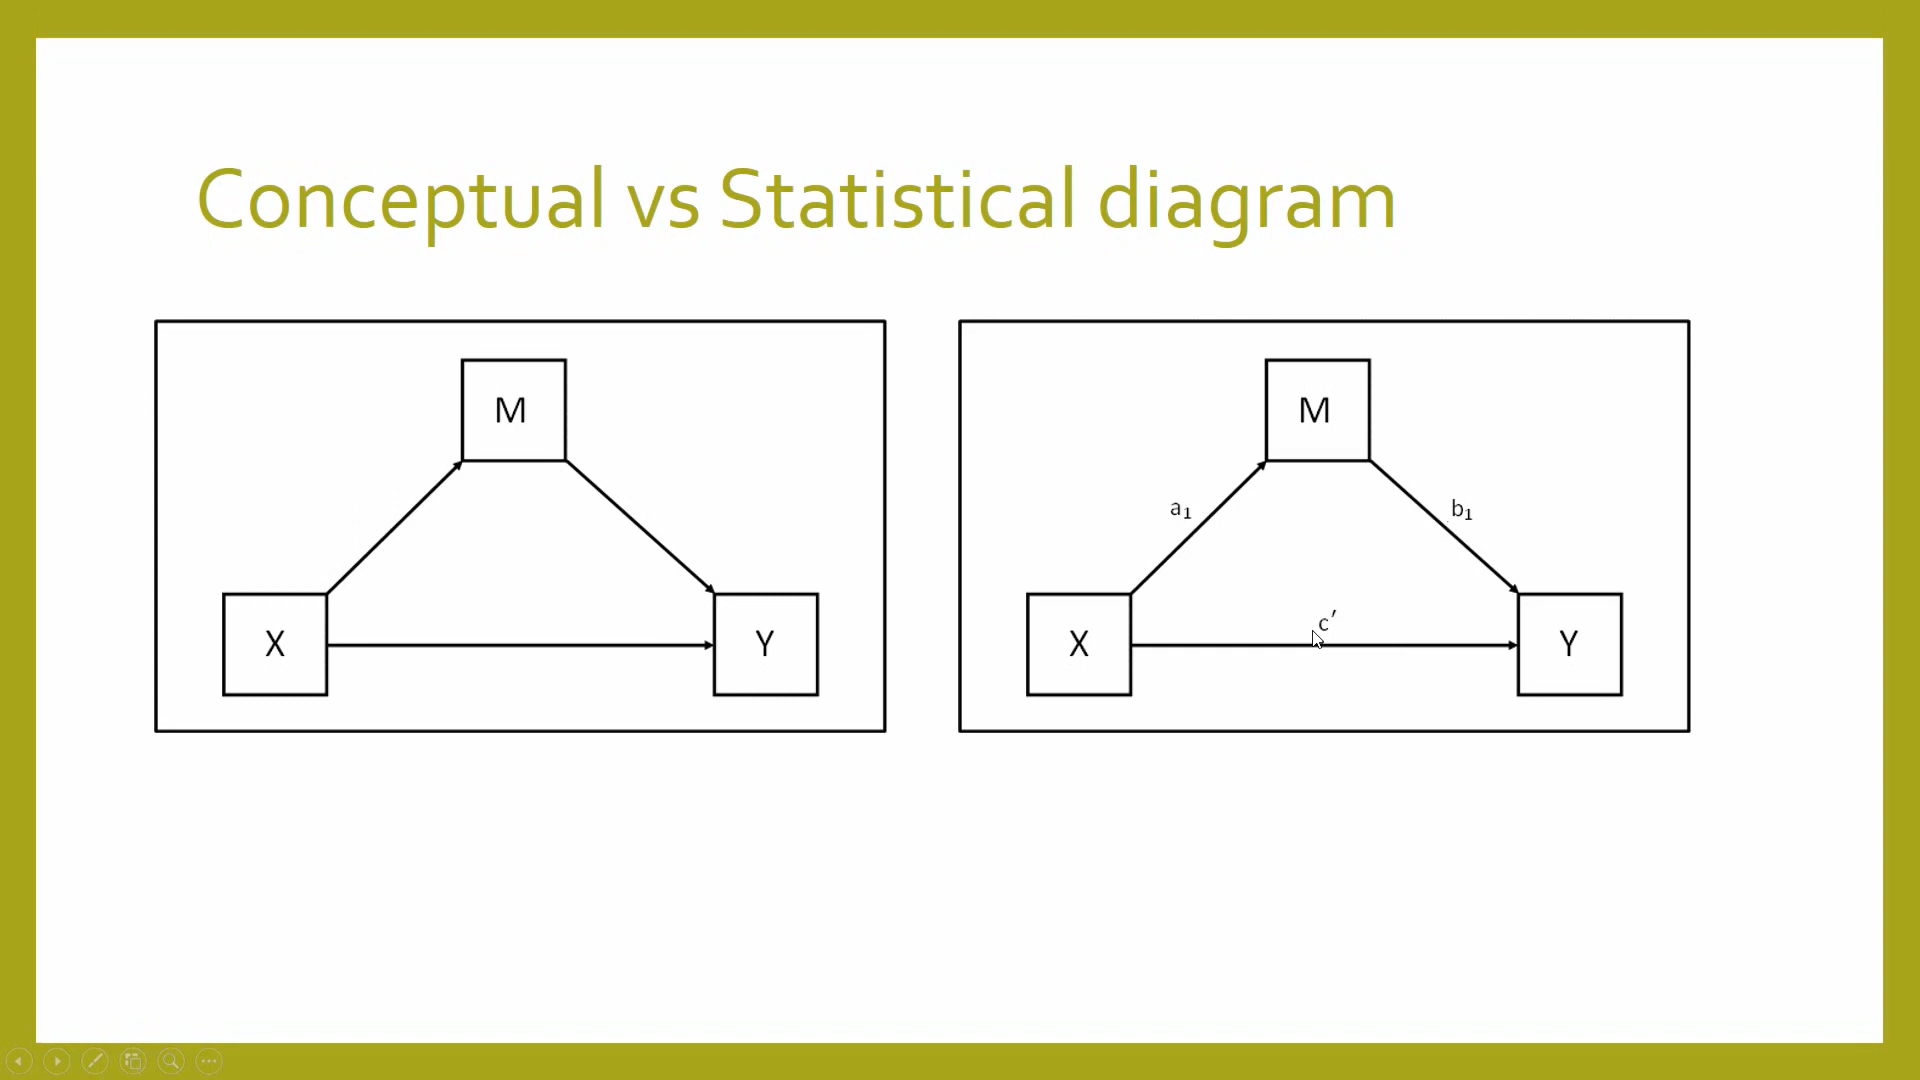 Conceptual vs Statistical diagram
M
X
Y
M
a₁
b₁
c′
X
Y